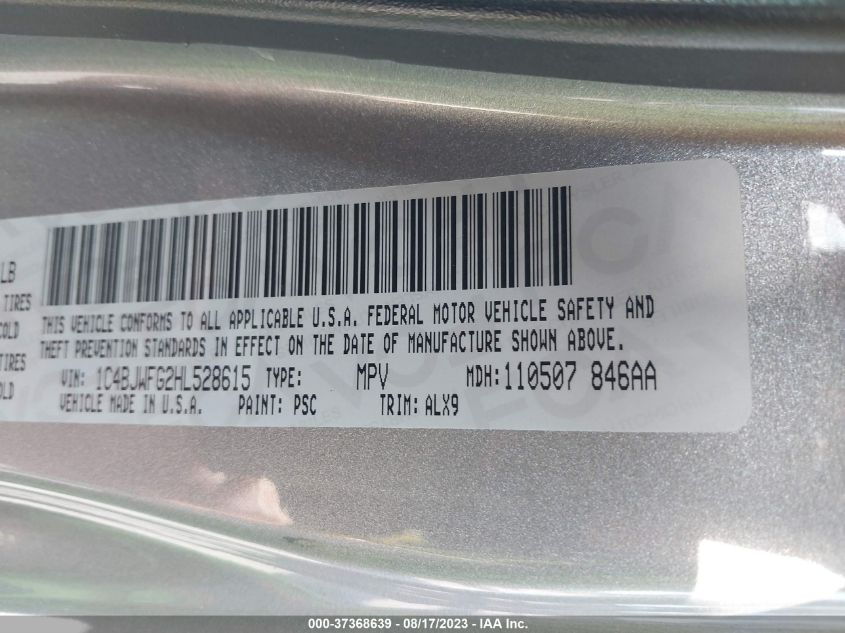 LB
TIRES
COLD
TIRES
OLD
THIS VEHICLE CONFORMS TO ALL APPLICABLE U.S.A. FEDERAL MOTOR VEHICLE SAFETY AND
THEFT PREVENTION STANDARDS IN EFFECT ON THE DATE OF MANUFACTURE SHOWN ABOVE.
VIN: 1C4BJWFG2HL528615 TYPE: MPV MDH: 110507 846AA
VEHICLE MADE IN U.S.A. PAINT: PSC TRIM: ALX9
000-37368639 - 08/17/2023 - IAA Inc.